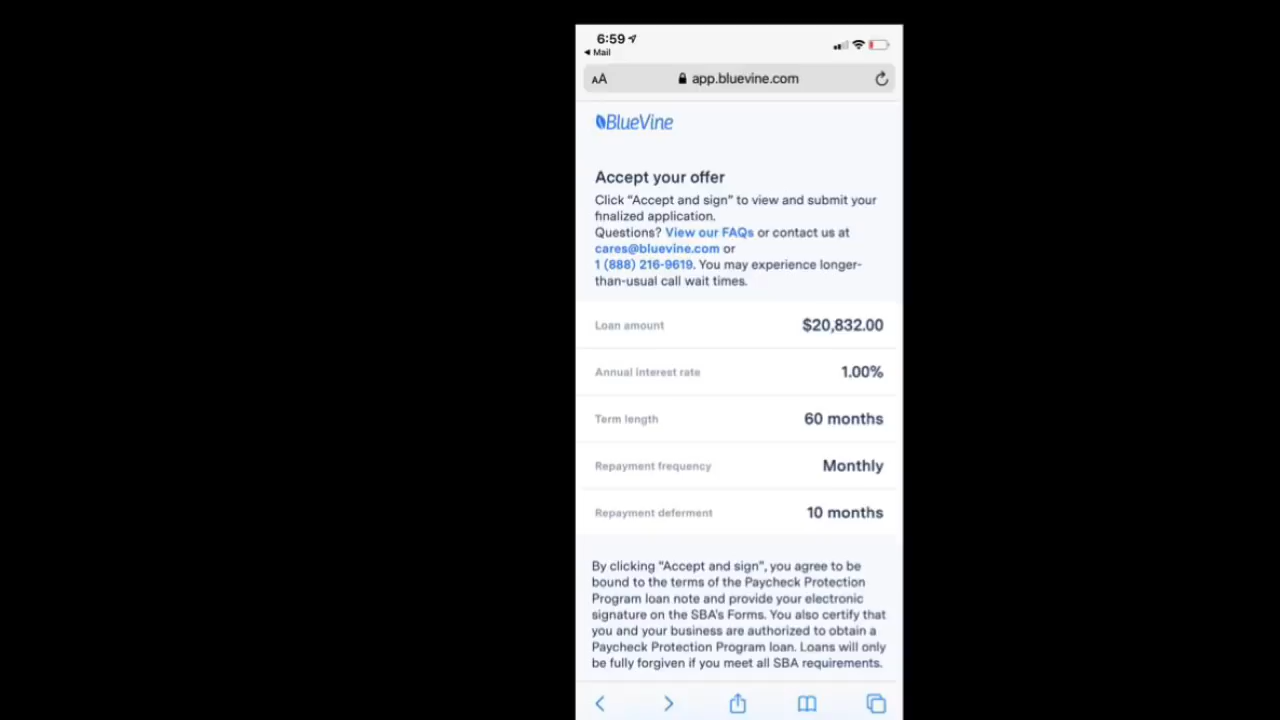 6:59
◀ Mail
AA app.bluevine.com
BlueVine
Accept your offer
Click “Accept and sign” to view and submit your
finalized application.
Questions? View our FAQs or contact us at
cares@bluevine.com or
1 (888) 216-9619. You may experience longer-
than-usual call wait times.
Loan amount $20,832.00
Annual interest rate 1.00%
Term length 60 months
Repayment frequency Monthly
Repayment deferment 10 months
By clicking “Accept and sign”, you agree to be
bound to the terms of the Paycheck Protection
Program loan note and provide your electronic
signature on the SBA's Forms. You also certify that
you and your business are authorized to obtain a
Paycheck Protection Program loan. Loans will only
be fully forgiven if you meet all SBA requirements.